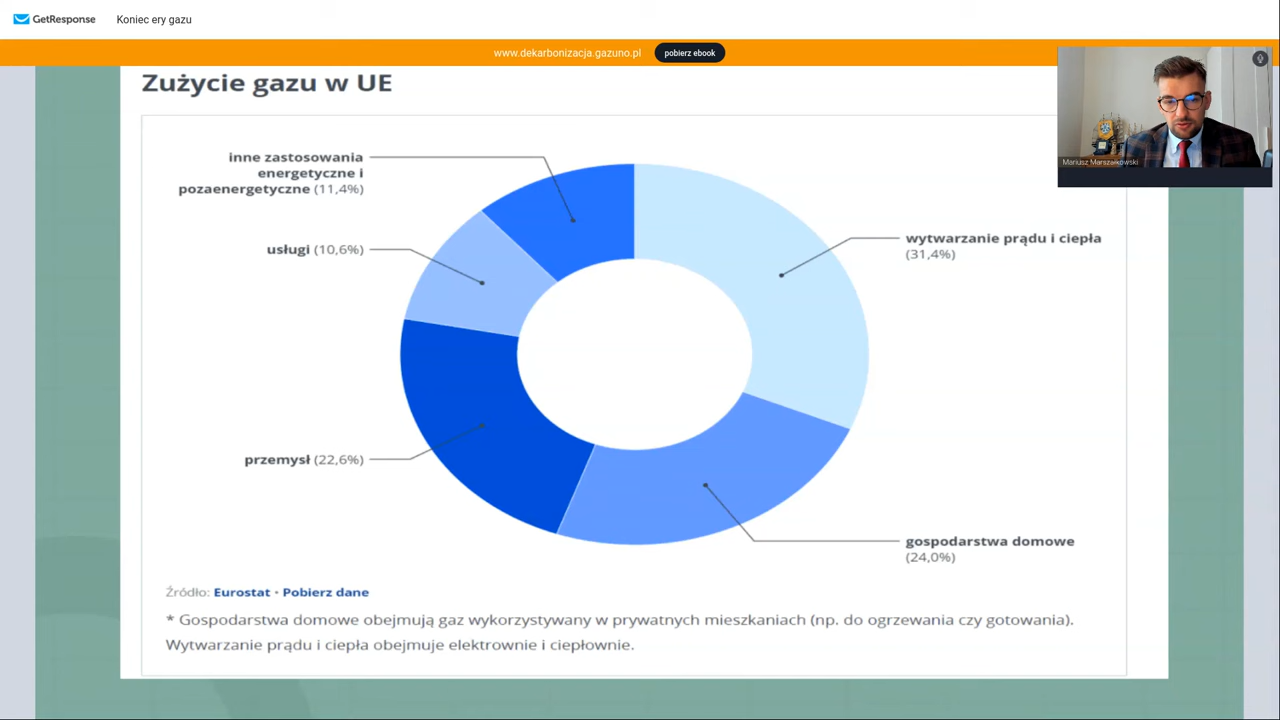 GetResponse
Koniec ery gazu
www.dekarbonizacja.gazuno.pl
pobierz ebook
Zużycie gazu w UE
Mariusz Marszałkowski
inne zastosowania
energetyczne i
pozaenergetyczne (11,4%)
wytwarzanie prądu i ciepła
(31,4%)
usługi (10,6%)
przemysł (22,6%)
gospodarstwa domowe
(24,0%)
Źródło: Eurostat • Pobierz dane
* Gospodarstwa domowe obejmują gaz wykorzystywany w prywatnych mieszkaniach (np. do ogrzewania czy gotowania).
Wytwarzanie prądu i ciepła obejmuje elektrownie i ciepłownie.